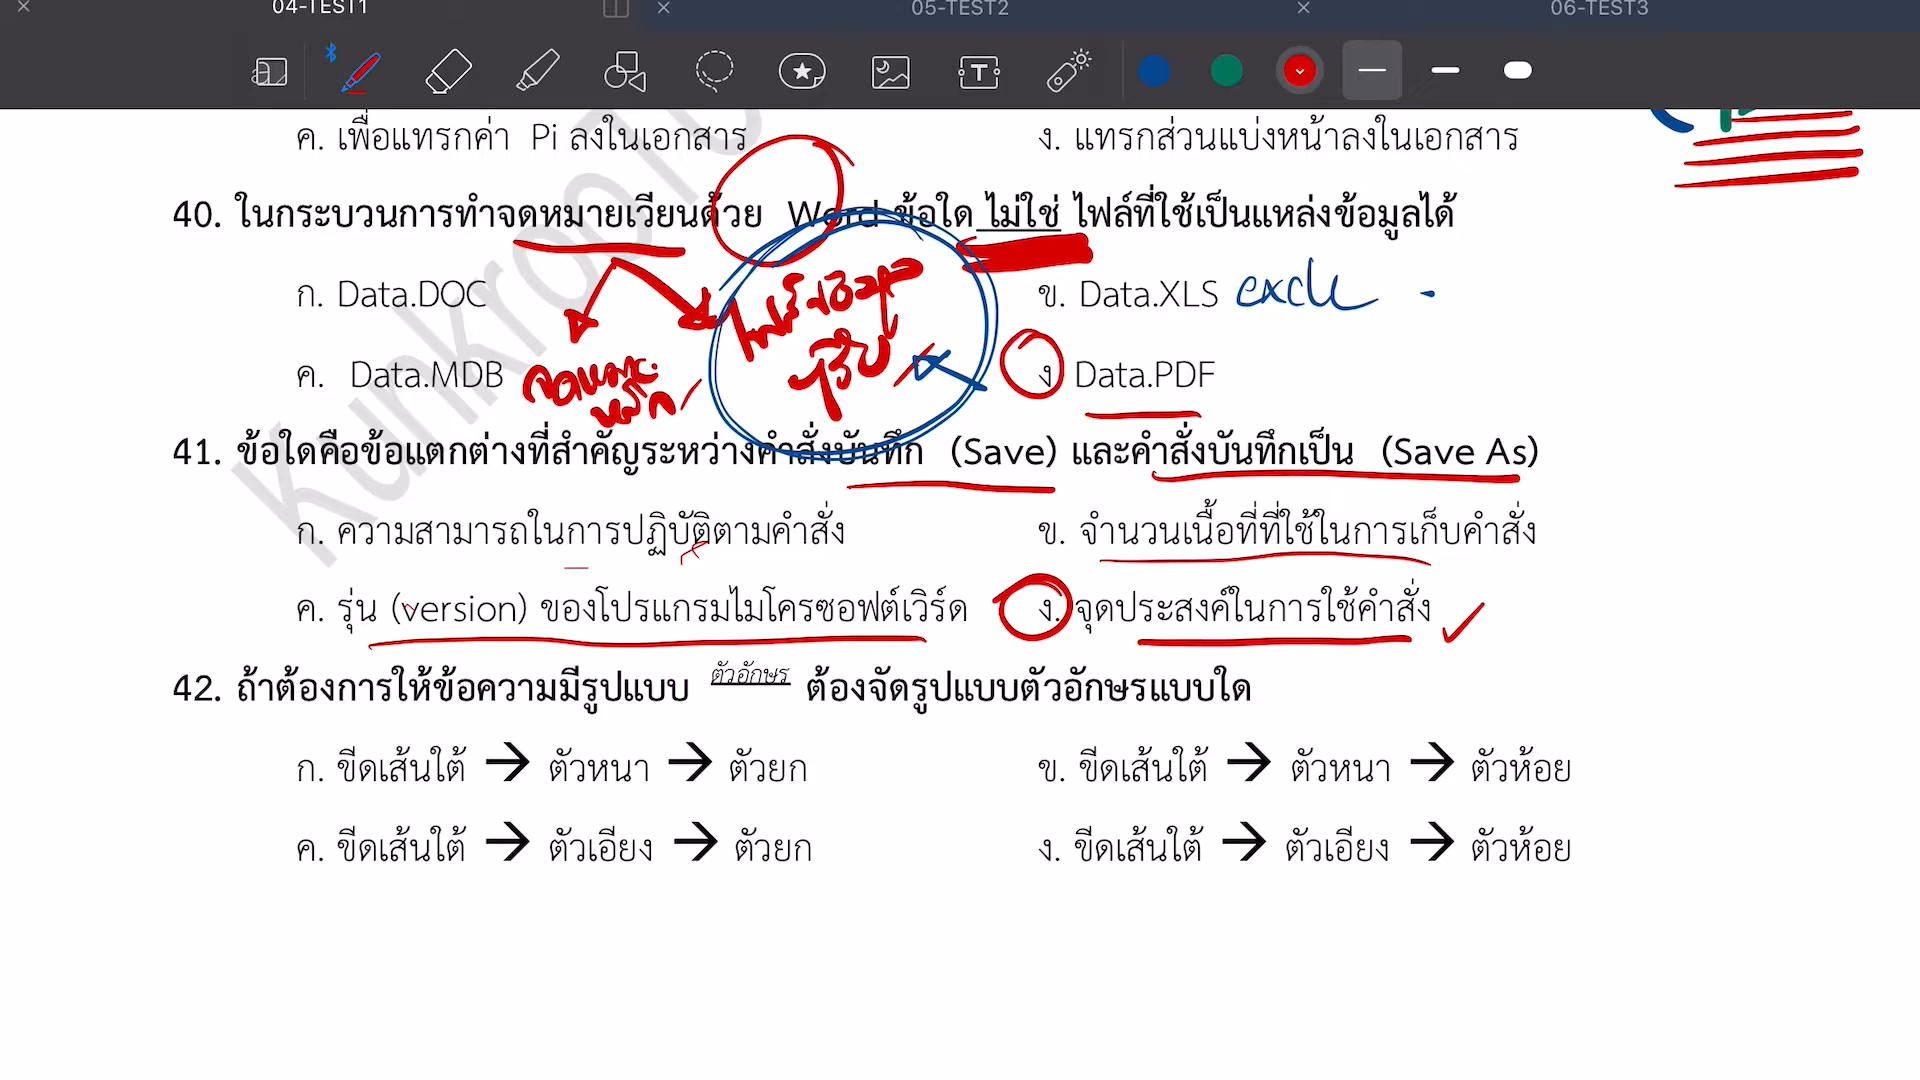 04-TEST1
05-TEST2
06-TEST3
ค. เพื่อแทรกค่า Pi ลงในเอกสาร
ง. แทรกส่วนแบ่งหน้าลงในเอกสาร
40. ในกระบวนการทำจดหมายเวียนด้วย Word ข้อใด ไม่ใช่ ไฟล์ที่ใช้เป็นแหล่งข้อมูลได้
ก. Data.DOC
ข. Data.XLS
ค. Data.MDB
ง Data.PDF
41. ข้อใดคือข้อแตกต่างที่สำคัญระหว่างคำสั่งบันทึก (Save) และคำสั่งบันทึกเป็น (Save As)
ก. ความสามารถในการปฏิบัติตามคำสั่ง
ข. จำนวนเนื้อที่ที่ใช้ในการเก็บคำสั่ง
ค. รุ่น (version) ของโปรแกรมไมโครซอฟต์เวิร์ด
ง. จุดประสงค์ในการใช้คำสั่ง
42. ถ้าต้องการให้ข้อความมีรูปแบบ ตัวอักษร ต้องจัดรูปแบบตัวอักษรแบบใด
ก. ขีดเส้นใต้ → ตัวหนา → ตัวยก
ข. ขีดเส้นใต้ → ตัวหนา → ตัวห้อย
ค. ขีดเส้นใต้ → ตัวเอียง → ตัวยก
ง. ขีดเส้นใต้ → ตัวเอียง → ตัวห้อย